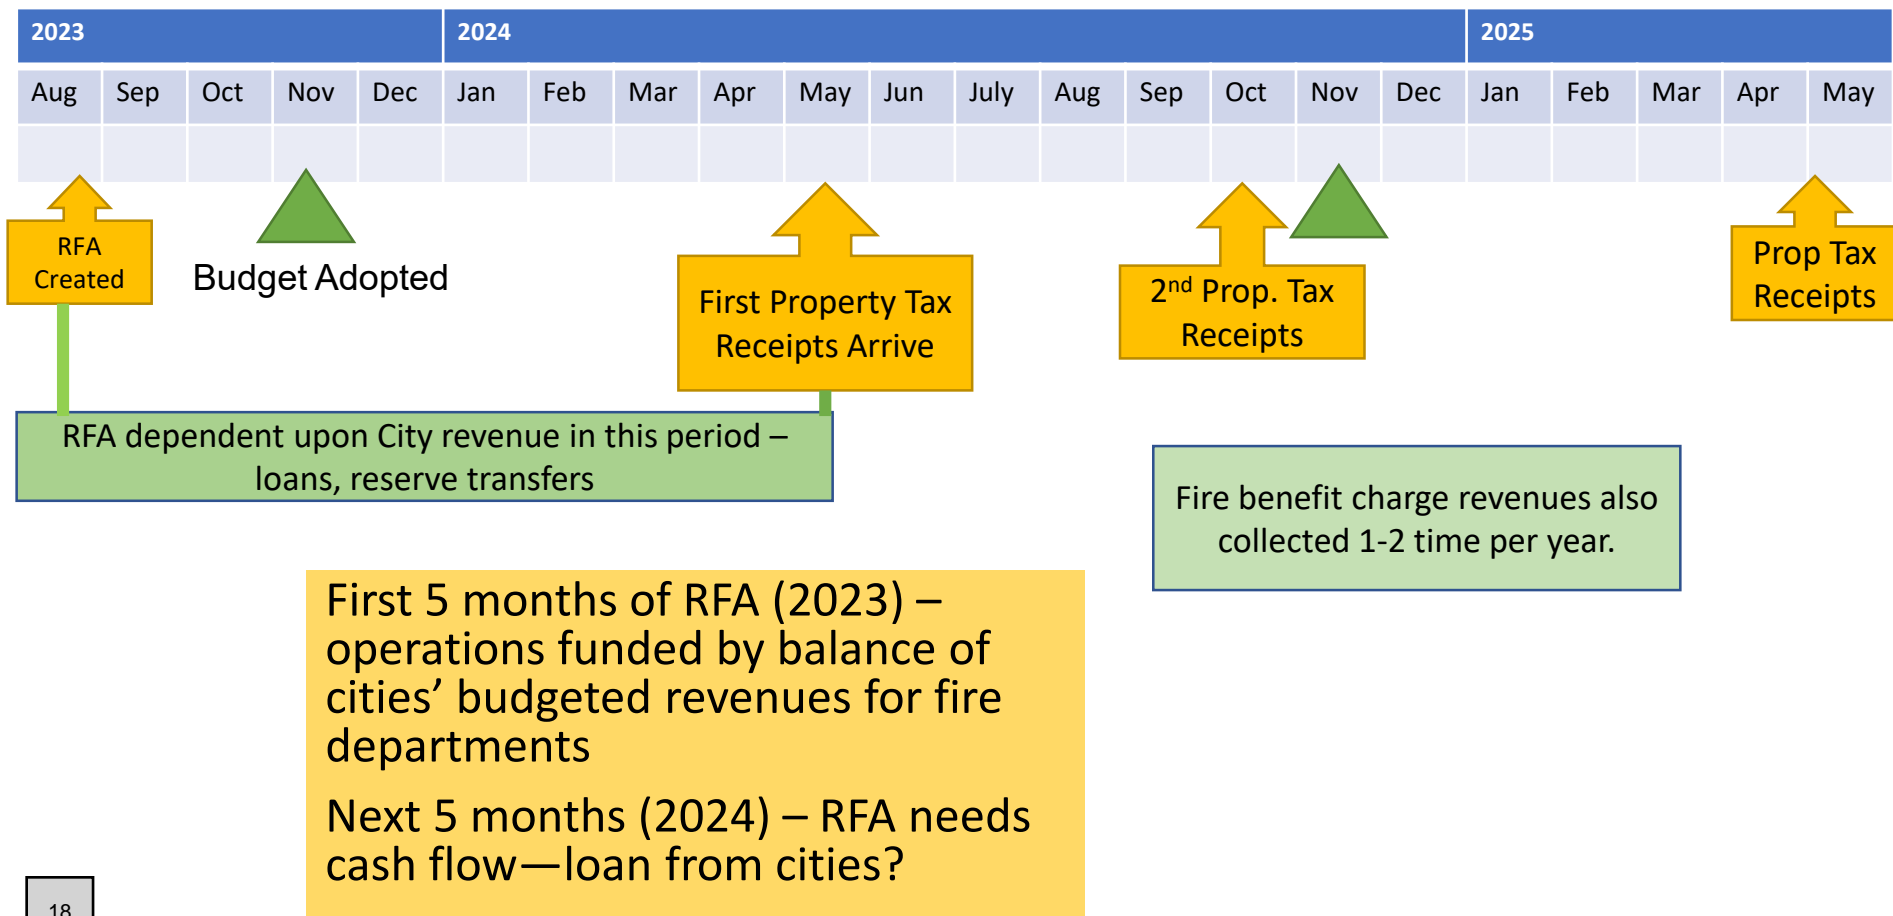 2023 2024 2025
Aug Sep Oct Nov Dec Jan Feb Mar Apr May Jun July Aug Sep Oct Nov Dec Jan Feb Mar Apr May
RFA
Created
Budget Adopted
First Property Tax
Receipts Arrive
2nd Prop. Tax
Receipts
Prop Tax
Receipts
RFA dependent upon City revenue in this period –
loans, reserve transfers
Fire benefit charge revenues also
collected 1-2 time per year.
First 5 months of RFA (2023) –
operations funded by balance of
cities’ budgeted revenues for fire
departments
Next 5 months (2024) – RFA needs
cash flow—loan from cities?
18